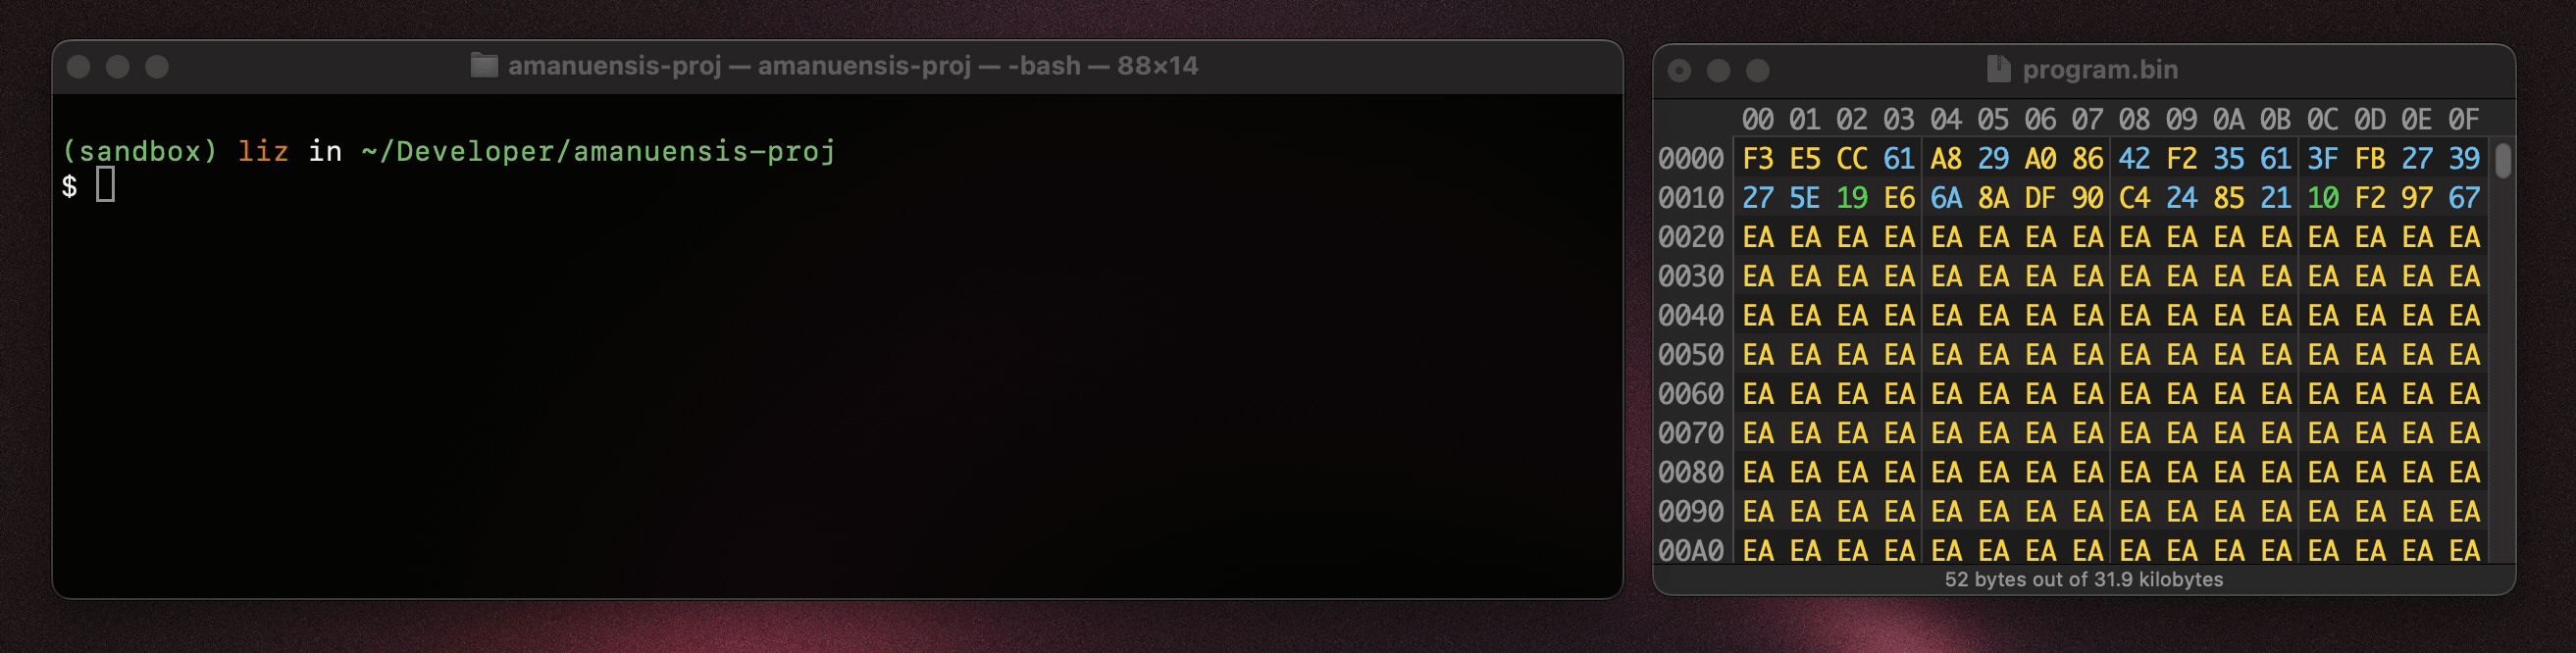 amanuensis-proj — amanuensis-proj — -bash — 88×14
(sandbox) liz in ~/Developer/amanuensis-proj
$
program.bin
00 01 02 03 04 05 06 07 08 09 0A 0B 0C 0D 0E 0F
0000 F3 E5 CC 61 A8 29 A0 86 42 F2 35 61 3F FB 27 39
0010 27 5E 19 E6 6A 8A DF 90 C4 24 85 21 10 F2 97 67
0020 EA EA EA EA EA EA EA EA EA EA EA EA EA EA EA EA
0030 EA EA EA EA EA EA EA EA EA EA EA EA EA EA EA EA
0040 EA EA EA EA EA EA EA EA EA EA EA EA EA EA EA EA
0050 EA EA EA EA EA EA EA EA EA EA EA EA EA EA EA EA
0060 EA EA EA EA EA EA EA EA EA EA EA EA EA EA EA EA
0070 EA EA EA EA EA EA EA EA EA EA EA EA EA EA EA EA
0080 EA EA EA EA EA EA EA EA EA EA EA EA EA EA EA EA
0090 EA EA EA EA EA EA EA EA EA EA EA EA EA EA EA EA
00A0 EA EA EA EA EA EA EA EA EA EA EA EA EA EA EA EA
52 bytes out of 31.9 kilobytes